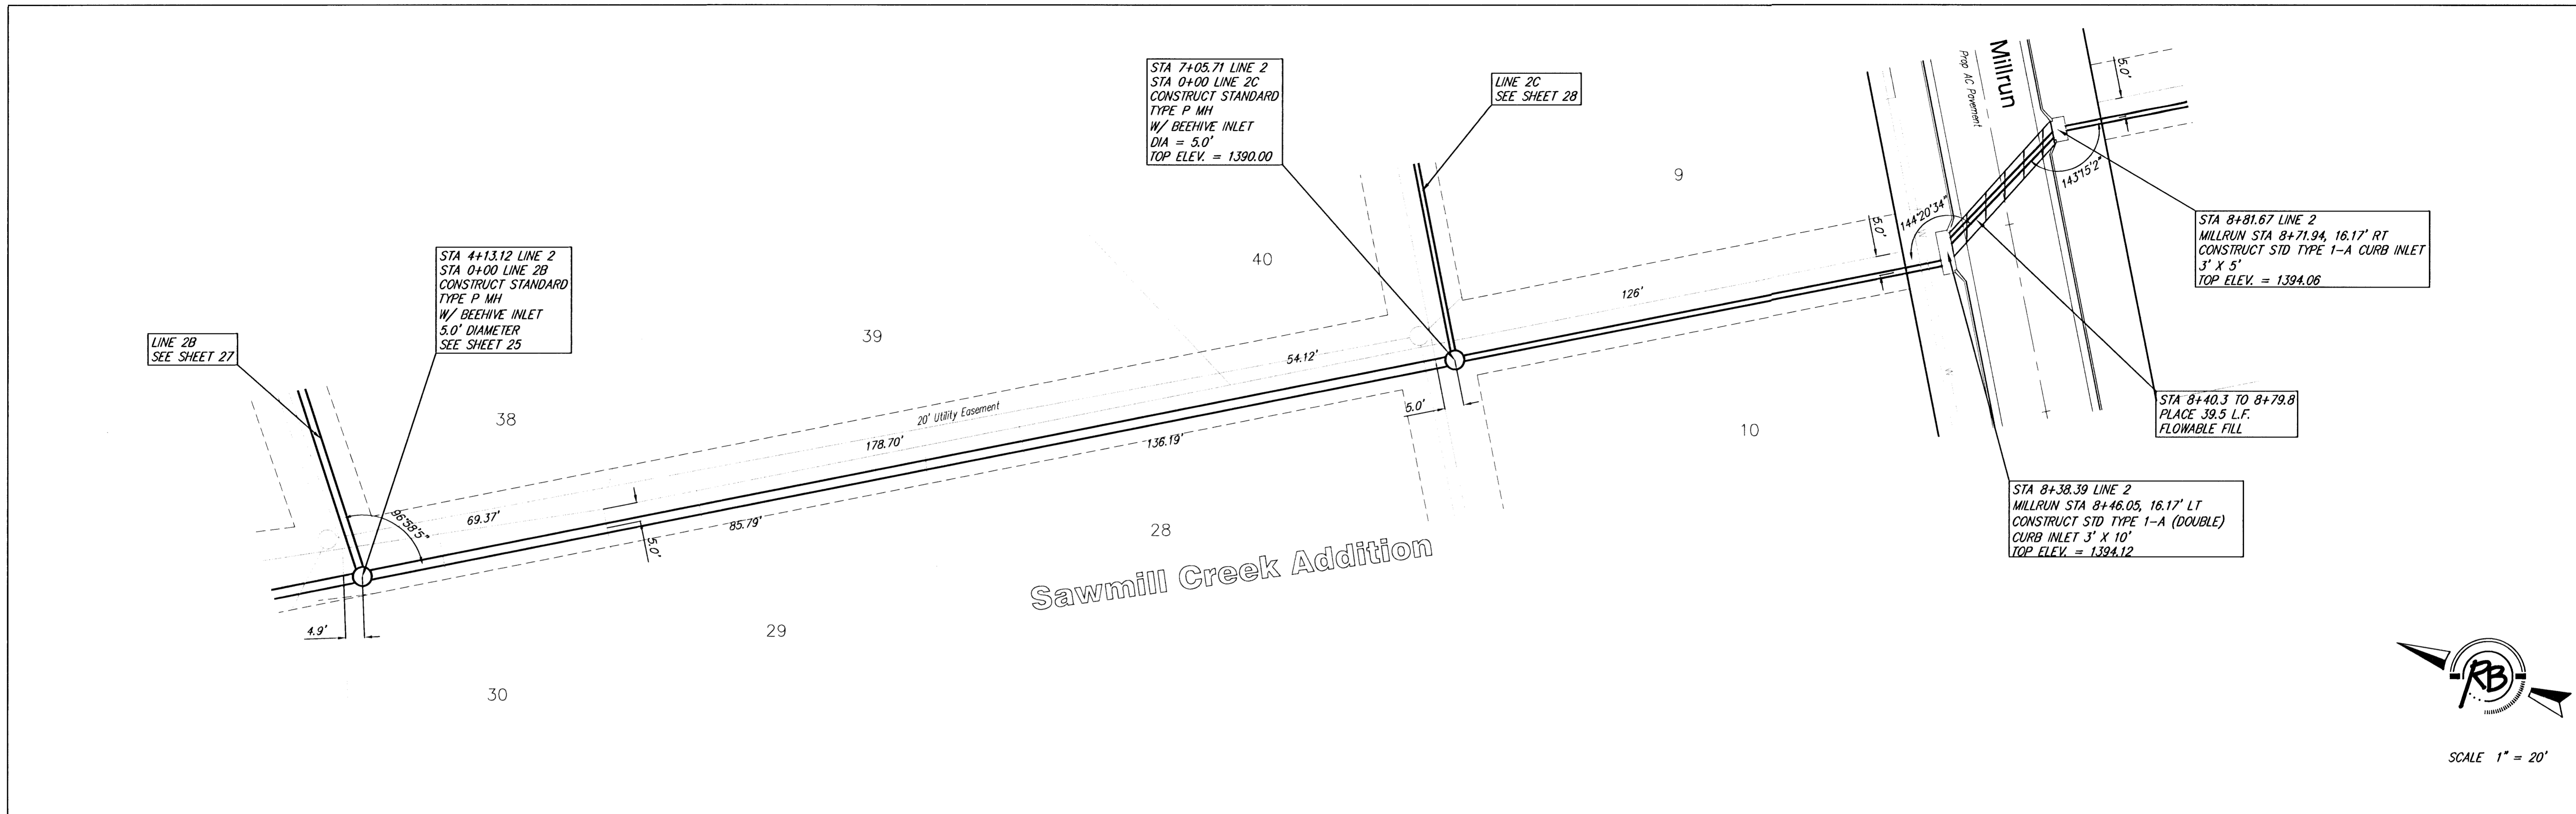 STA 7+05.71 LINE 2
STA 0+00 LINE 2C
CONSTRUCT STANDARD
TYPE P MH
W/ BEEHIVE INLET
DIA = 5.0'
TOP ELEV. = 1390.00
LINE 2C
SEE SHEET 28
Millrun
Prop AC Pavement
5.0'
143°15'2"
144°20'34"
9
STA 8+81.67 LINE 2
MILLRUN STA 8+71.94, 16.17' RT
CONSTRUCT STD TYPE 1-A CURB INLET
3' X 5'
TOP ELEV. = 1394.06
STA 4+13.12 LINE 2
STA 0+00 LINE 2B
CONSTRUCT STANDARD
TYPE P MH
W/ BEEHIVE INLET
5.0' DIAMETER
SEE SHEET 25
40
5.0'
W
126'
LINE 2B
SEE SHEET 27
39
54.12'
W
38
20' Utility Easement
178.70'
136.19'
5.0'
10
STA 8+40.3 TO 8+79.8
PLACE 39.5 L.F.
FLOWABLE FILL
96°58'5"
69.37'
85.79'
5.0'
28
STA 8+38.39 LINE 2
MILLRUN STA 8+46.05, 16.17' LT
CONSTRUCT STD TYPE 1-A (DOUBLE)
CURB INLET 3' X 10'
TOP ELEV. = 1394.12
Sawmill Creek Addition
4.9'
29
30
RB
SCALE 1" = 20'